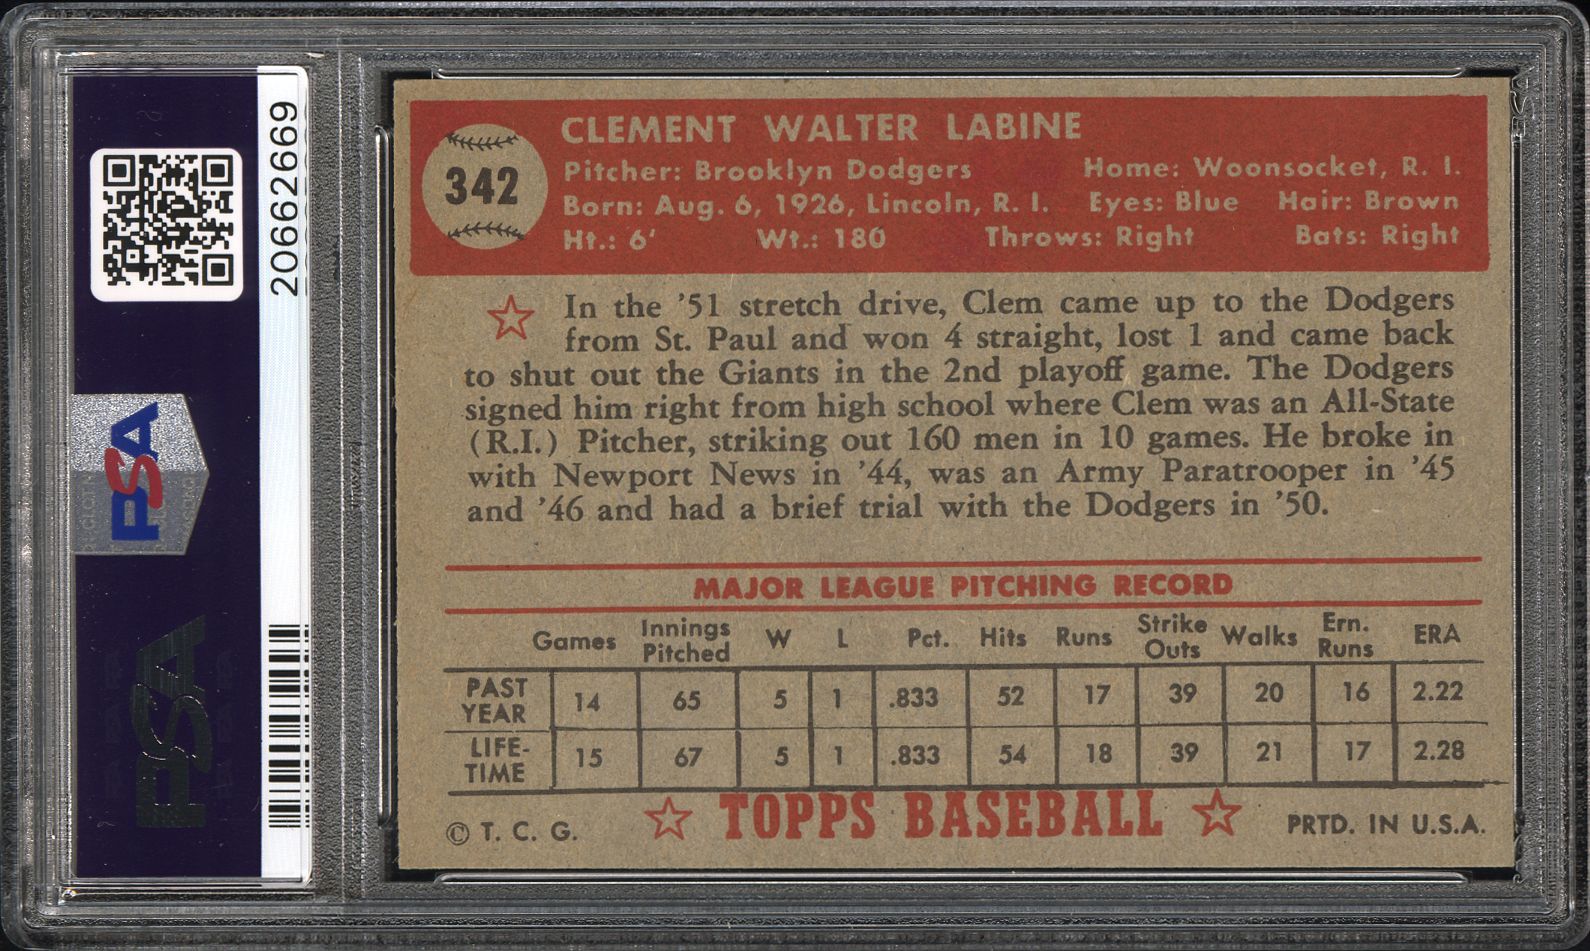 20662669
PSA
PSA
342
CLEMENT WALTER LABINE
Pitcher: Brooklyn Dodgers Home: Woonsocket, R. I.
Born: Aug. 6, 1926, Lincoln, R. I. Eyes: Blue Hair: Brown
Ht.: 6' Wt.: 180 Throws: Right Bats: Right
In the '51 stretch drive, Clem came up to the Dodgers
from St. Paul and won 4 straight, lost 1 and came back
to shut out the Giants in the 2nd playoff game. The Dodgers
signed him right from high school where Clem was an All-State
(R.I.) Pitcher, striking out 160 men in 10 games. He broke in
with Newport News in '44, was an Army Paratrooper in '45
and '46 and had a brief trial with the Dodgers in '50.
MAJOR LEAGUE PITCHING RECORD
Games Innings Pitched W L Pct. Hits Runs Strike Outs Walks Ern. Runs ERA
PAST YEAR 14 65 5 1 .833 52 17 39 20 16 2.22
LIFE-TIME 15 67 5 1 .833 54 18 39 21 17 2.28
© T. C. G. TOPPS BASEBALL PRTD. IN U.S.A.